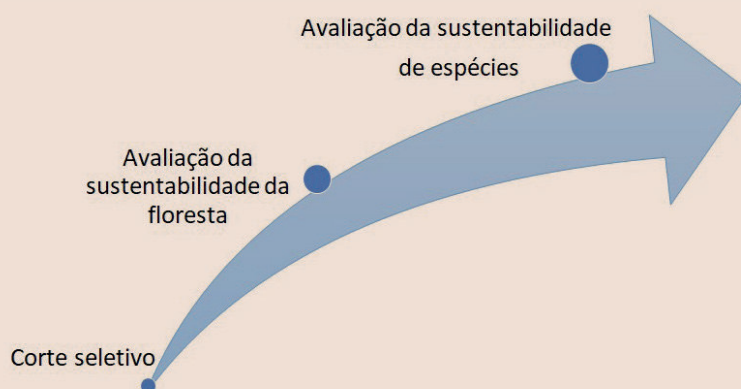 Avaliação da sustentabilidade
de espécies
Avaliação da
sustentabilidade da
floresta
Corte seletivo